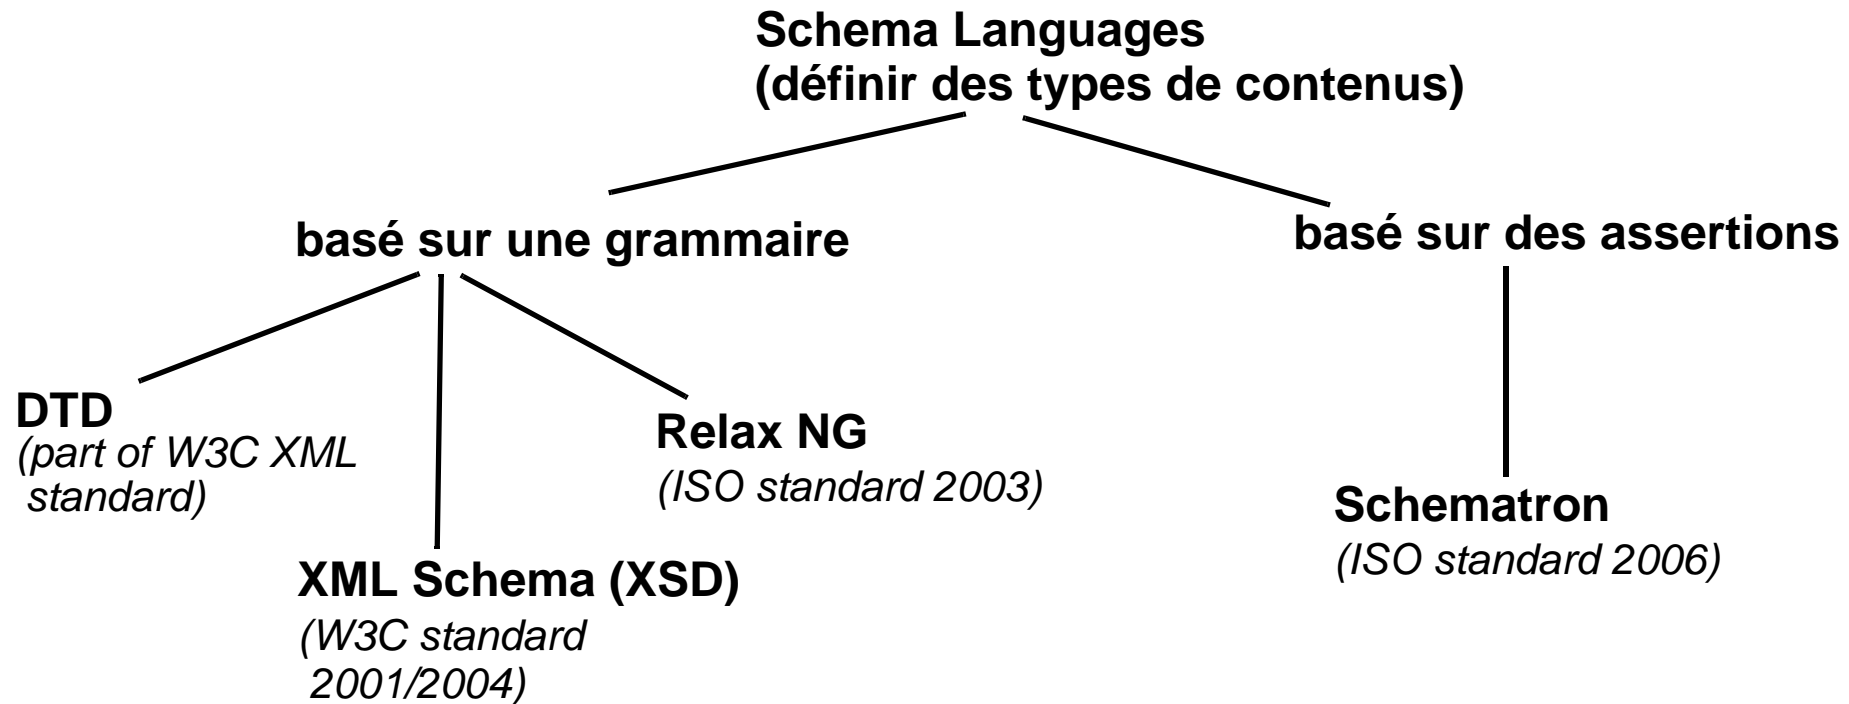 Schema Languages
(définir des types de contenus)
basé sur une grammaire
basé sur des assertions
DTD
(part of W3C XML
standard)
Relax NG
(ISO standard 2003)
XML Schema (XSD)
(W3C standard
2001/2004)
Schematron
(ISO standard 2006)